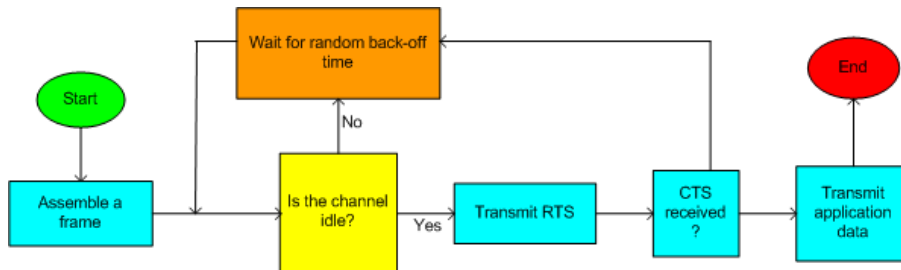 Start
Assemble a
frame
Wait for random back-off
time
No
Is the channel
idle?
Yes
Transmit RTS
CTS
received
?
Transmit
application
data
End